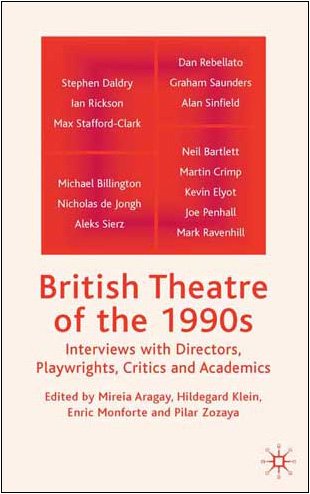 Stephen Daldry
Ian Rickson
Max Stafford-Clark
Dan Rebellato
Graham Saunders
Alan Sinfield
Michael Billington
Nicholas de Jongh
Aleks Sierz
Neil Bartlett
Martin Crimp
Kevin Elyot
Joe Penhall
Mark Ravenhill
British Theatre
of the 1990s
Interviews with Directors,
Playwrights, Critics and Academics
Edited by Mireia Aragay, Hildegard Klein,
Enric Monforte and Pilar Zozaya